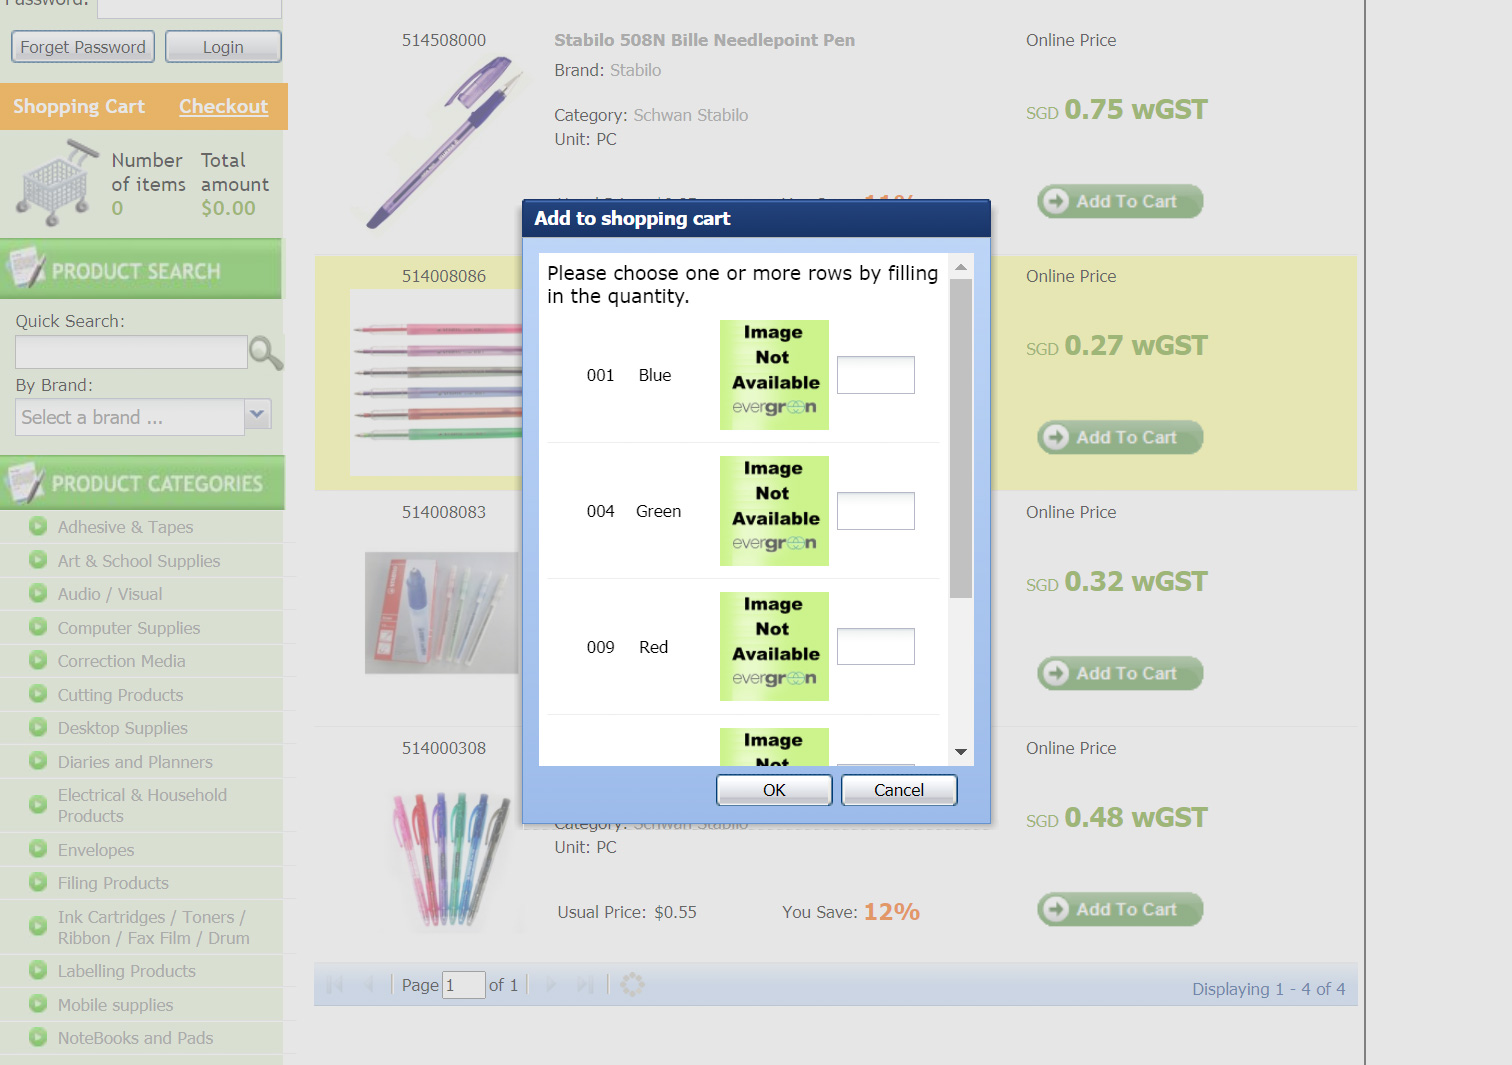 Password:
Forget Password
Login
Shopping Cart
Checkout
Number
of items
0
Total
amount
$0.00
PRODUCT SEARCH
Quick Search:
By Brand:
Select a brand ...
PRODUCT CATEGORIES
Adhesive & Tapes
Art & School Supplies
Audio / Visual
Computer Supplies
Correction Media
Cutting Products
Desktop Supplies
Diaries and Planners
Electrical & Household
Products
Envelopes
Filing Products
Ink Cartridges / Toners /
Ribbon / Fax Film / Drum
Labelling Products
Mobile supplies
NoteBooks and Pads
514508000
Stabilo 508N Bille Needlepoint Pen
Brand: Stabilo
Category: Schwan Stabilo
Unit: PC
11%
Online Price
SGD 0.75 wGST
Add To Cart
514008086
Online Price
SGD 0.27 wGST
Add To Cart
514008083
Online Price
SGD 0.32 wGST
Add To Cart
514000308
Category: Schwan Stabilo
Unit: PC
Usual Price: $0.55
You Save: 12%
Online Price
SGD 0.48 wGST
Add To Cart
Page 1 of 1
Displaying 1 - 4 of 4
Add to shopping cart
Please choose one or more rows by filling
in the quantity.
001 Blue
Image
Not
Available
evergreen
004 Green
Image
Not
Available
evergreen
009 Red
Image
Not
Available
evergreen
Image
Not
OK
Cancel